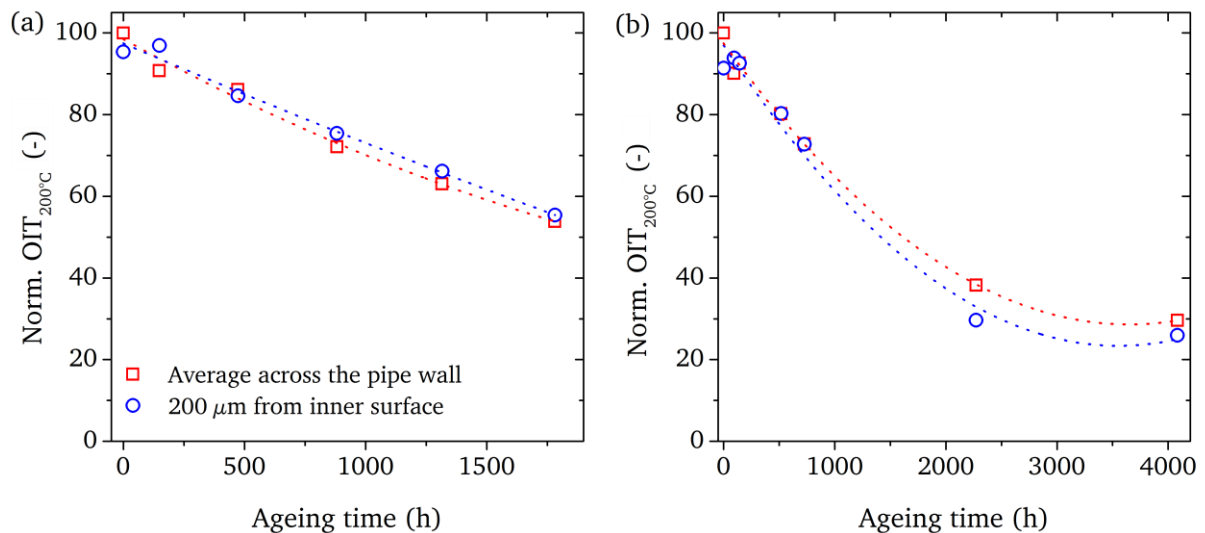 (a)
100
80
60
40
20
0
Norm. OIT200°C (-)
Average across the pipe wall
200 μm from inner surface
0 500 1000 1500
Ageing time (h)
(b)
100
80
60
40
20
0
Norm. OIT200°C (-)
0 1000 2000 3000 4000
Ageing time (h)